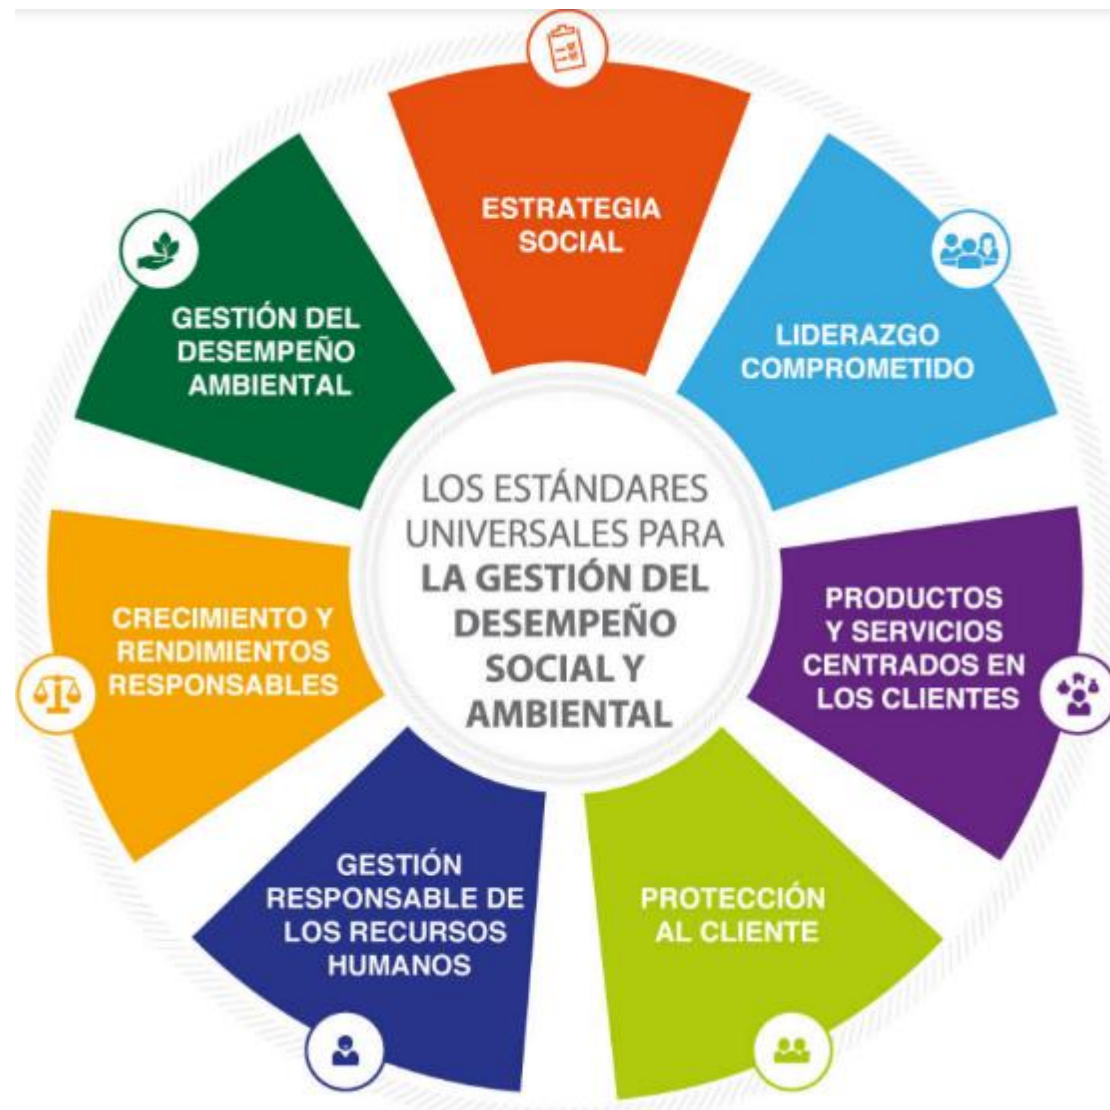 ESTRATEGIA
SOCIAL
LIDERAZGO
COMPROMETIDO
PRODUCTOS
Y SERVICIOS
CENTRADOS EN
LOS CLIENTES
PROTECCIÓN
AL CLIENTE
GESTIÓN
RESPONSABLE DE
LOS RECURSOS
HUMANOS
CRECIMIENTO Y
RENDIMIENTOS
RESPONSABLES
GESTIÓN DEL
DESEMPEÑO
AMBIENTAL
LOS ESTÁNDARES
UNIVERSALES PARA
LA GESTIÓN DEL
DESEMPEÑO
SOCIAL Y
AMBIENTAL